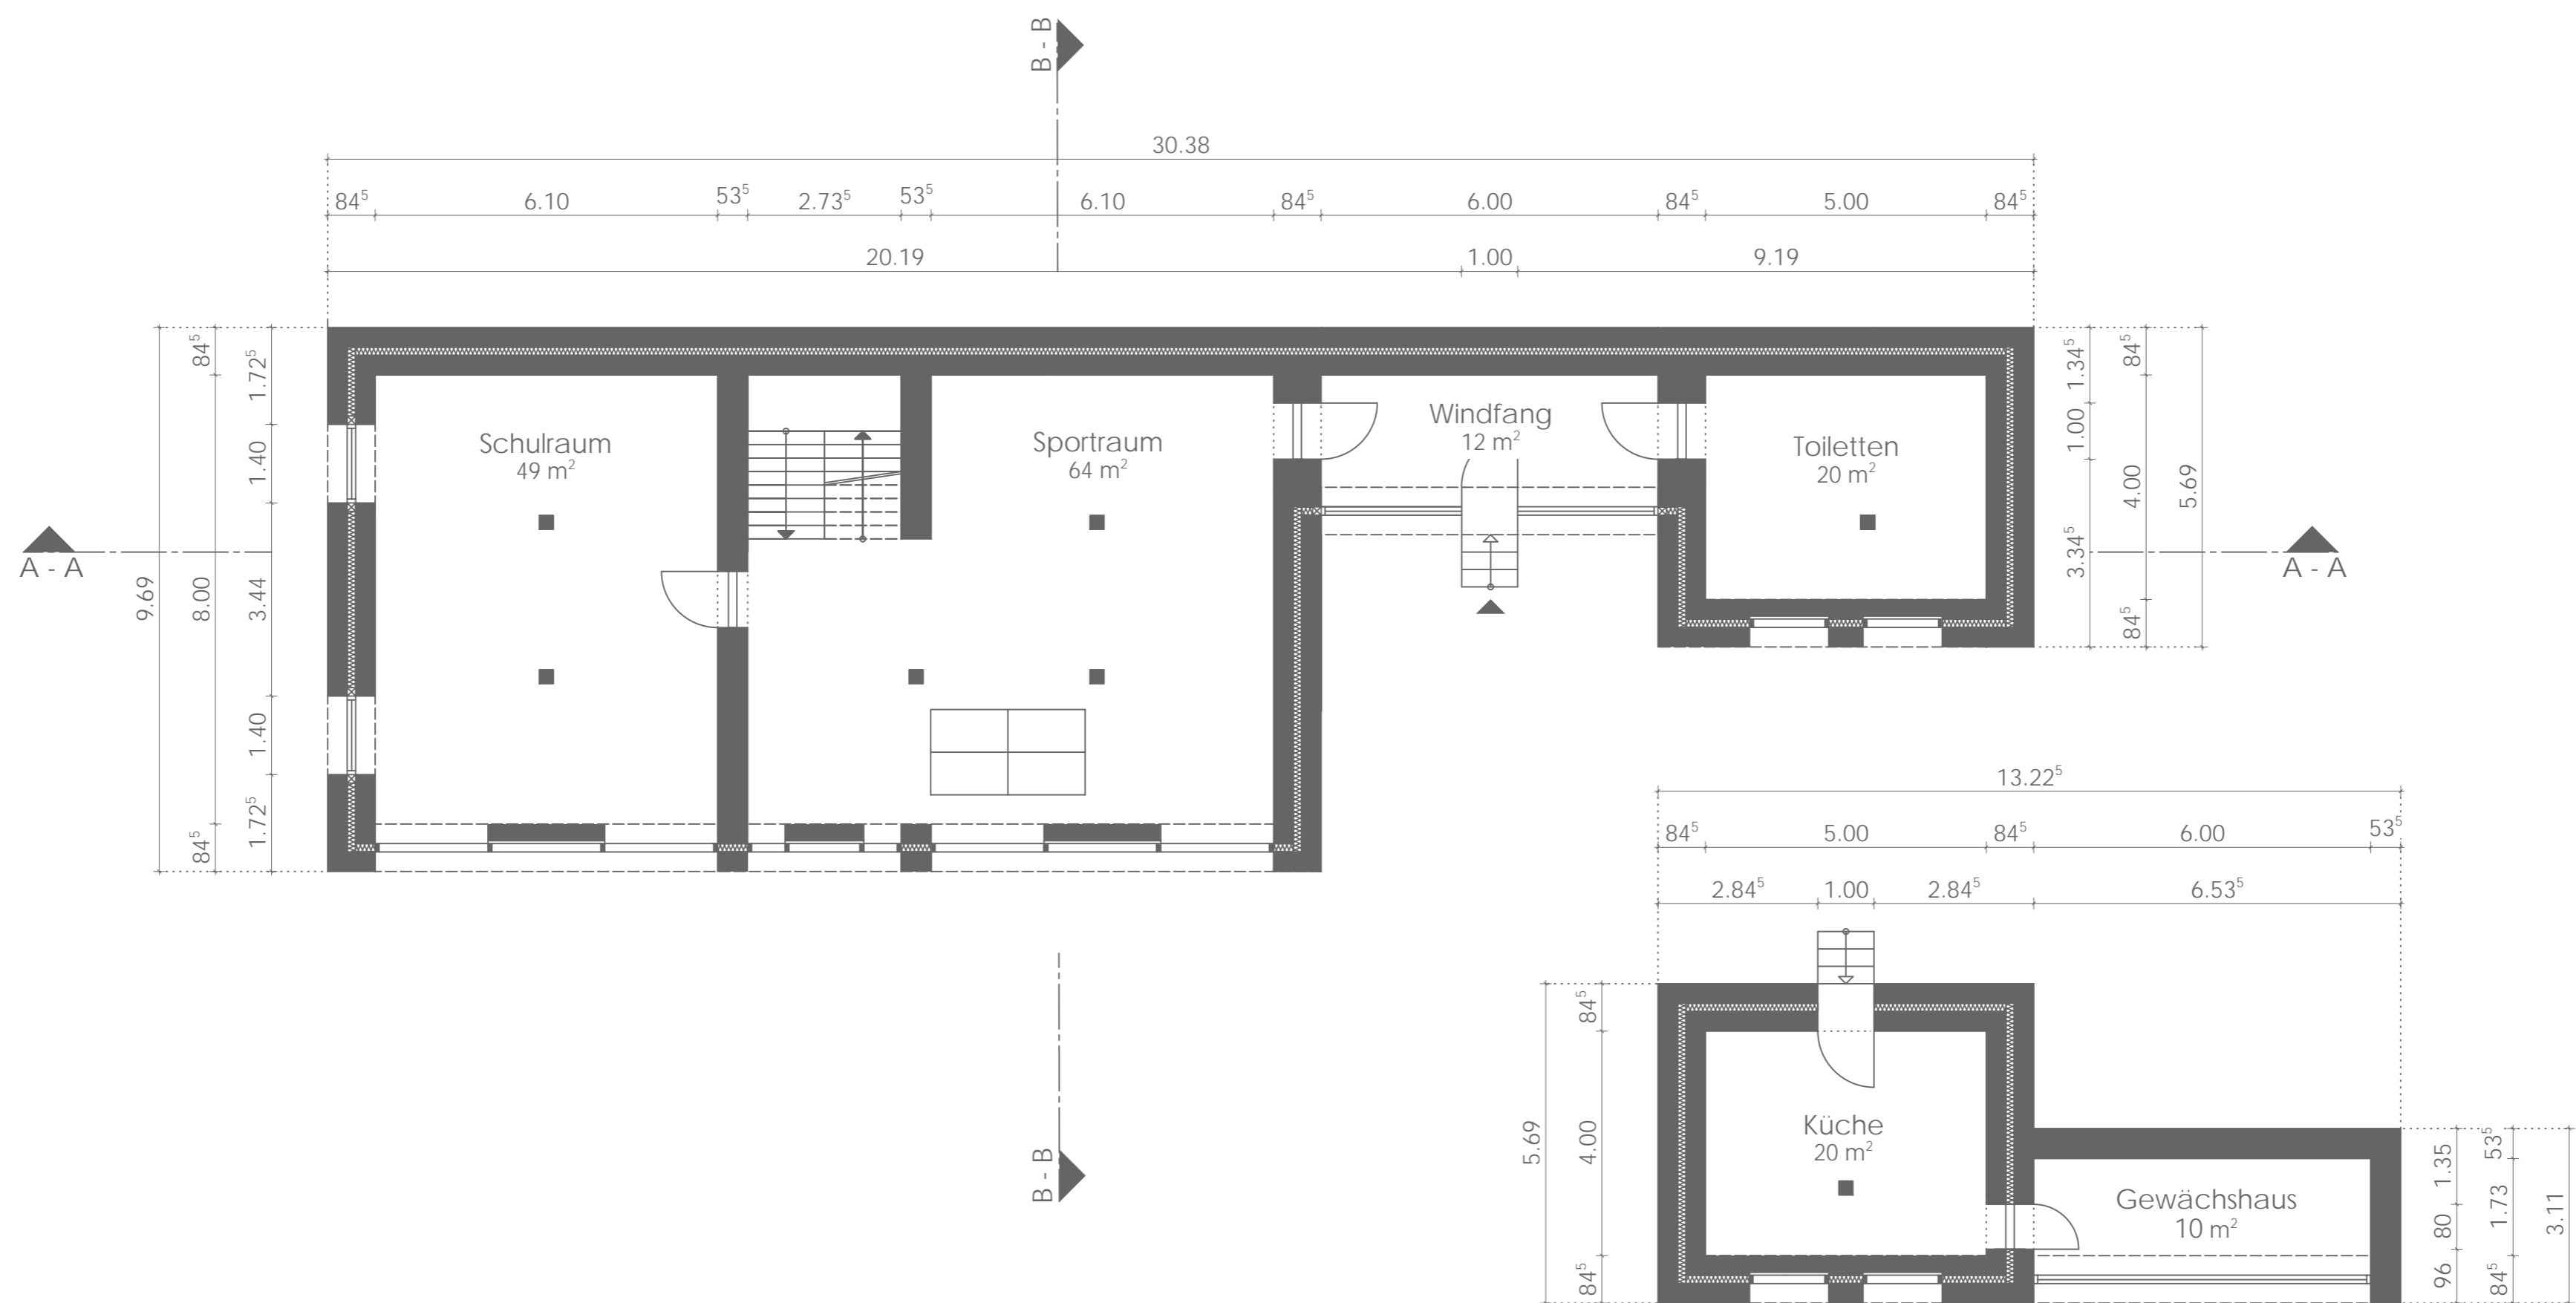 B - B
30.38
84⁵ 6.10 53⁵ 2.73⁵ 53⁵ 6.10 84⁵ 6.00 84⁵ 5.00 84⁵
20.19 1.00 9.19
9.69
84⁵ 8.00 84⁵
1.72⁵ 1.40 3.44 1.40 1.72⁵
A - A
Schulraum
49 m²
Sportraum
64 m²
Windfang
12 m²
Toiletten
20 m²
1.34⁵ 1.00 3.34⁵
84⁵ 4.00 84⁵
5.69
A - A
13.22⁵
84⁵ 5.00 84⁵ 6.00 53⁵
2.84⁵ 1.00 2.84⁵ 6.53⁵
B - B
5.69
84⁵ 4.00 84⁵
Küche
20 m²
Gewächshaus
10 m²
1.35 80 96
53⁵ 1.73 84⁵
3.11